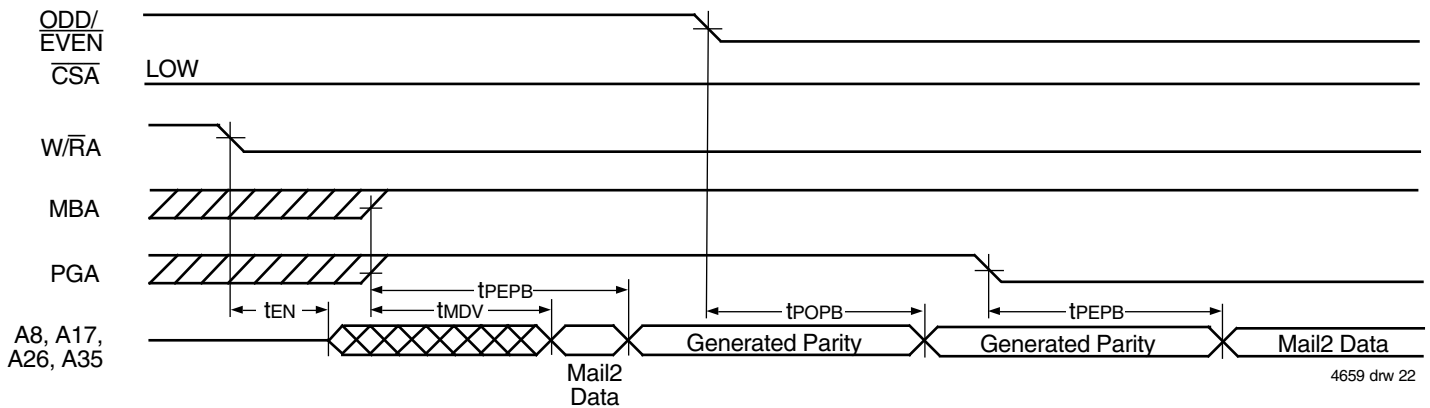 ODD/
EVEN
CSA
LOW
W/RA
MBA
PGA
tPEPB
tEN
tMDV
tPOPB
tPEPB
A8, A17,
A26, A35
Generated Parity
Generated Parity
Mail2 Data
Mail2
Data
4659 drw 22